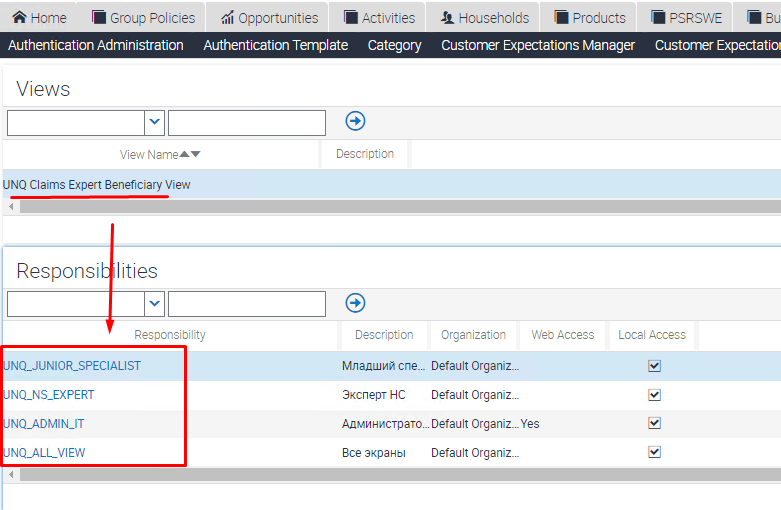 Home Group Policies Opportunities Activities Households Products PSRSWE Bu
Authentication Administration Authentication Template Category Customer Expectations Manager Customer Expectation
Views
View Name Description
UNQ Claims Expert Beneficiary View
Responsibilities
Responsibility Description Organization Web Access Local Access
UNQ_JUNIOR_SPECIALIST Младший спе... Default Organiz...
UNQ_NS_EXPERT Эксперт НС Default Organiz...
UNQ_ADMIN_IT Администрато... Default Organiz... Yes
UNQ_ALL_VIEW Все экраны Default Organiz...